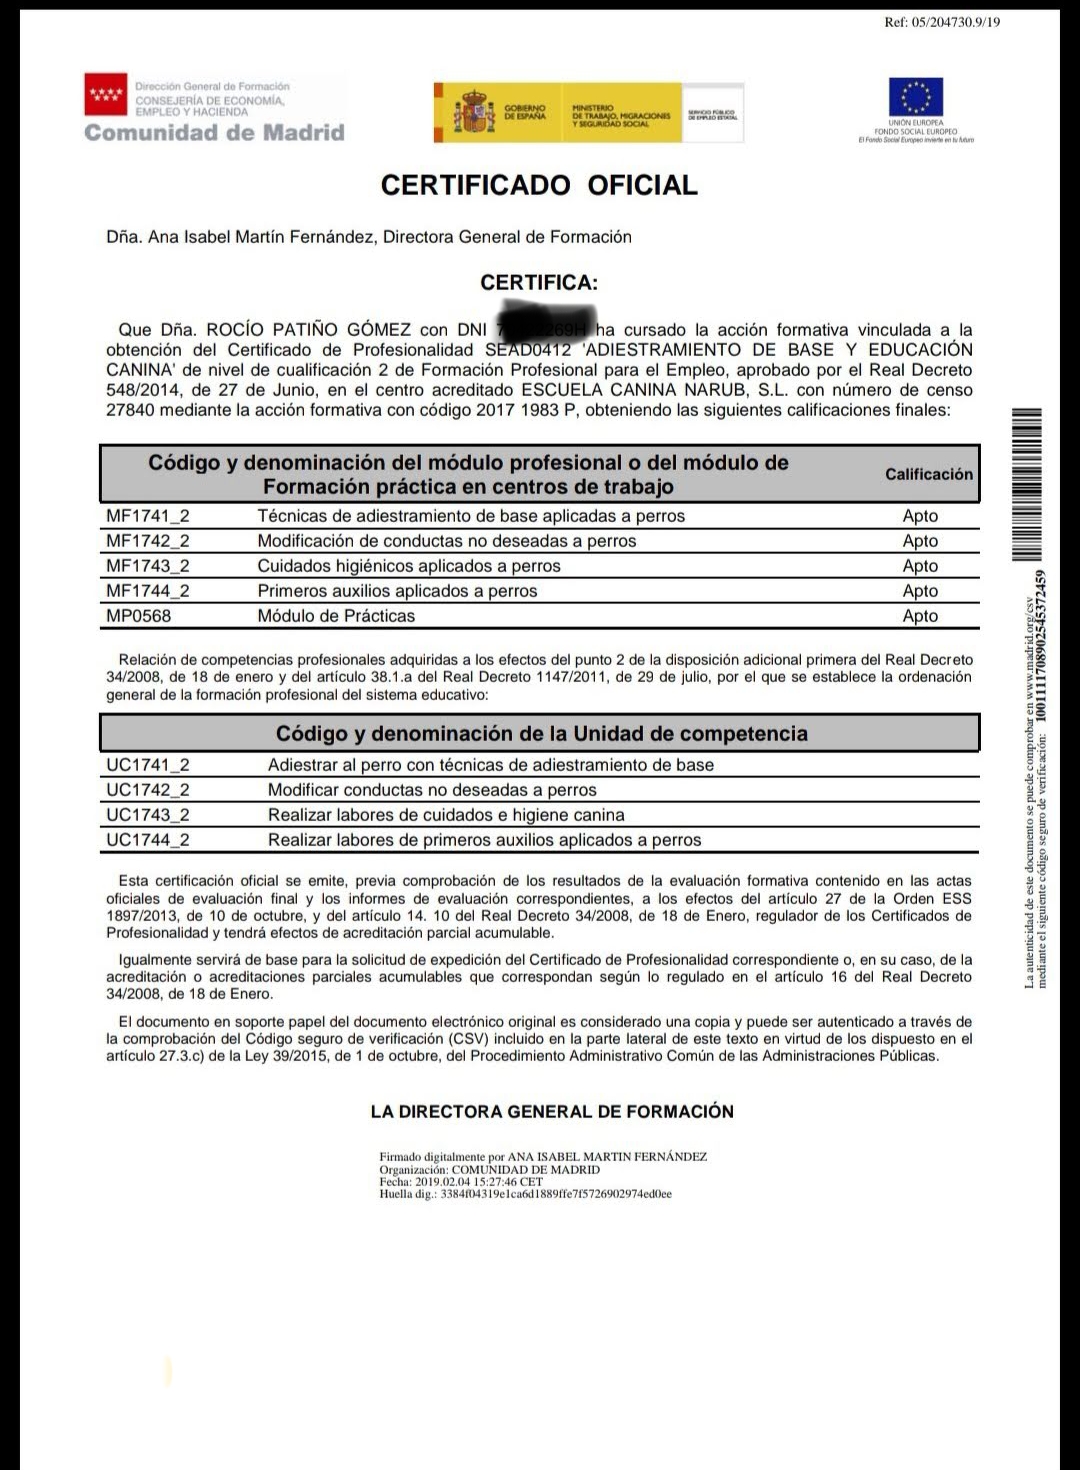 Ref: 05/204730.9/19
Dirección General de Formación
CONSEJERÍA DE ECONOMÍA,
EMPLEO Y HACIENDA
Comunidad de Madrid
GOBIERNO
DE ESPAÑA
MINISTERIO
DE TRABAJO, MIGRACIONES
Y SEGURIDAD SOCIAL
SERVICIO PÚBLICO
DE EMPLEO ESTATAL
UNIÓN EUROPEA
FONDO SOCIAL EUROPEO
El Fondo Social Europeo invierte en tu futuro
CERTIFICADO OFICIAL
Dña. Ana Isabel Martín Fernández, Directora General de Formación
CERTIFICA:
Que Dña. ROCÍO PATIÑO GÓMEZ con DNI ha cursado la acción formativa vinculada a la
obtención del Certificado de Profesionalidad SEAD0412 'ADIESTRAMIENTO DE BASE Y EDUCACIÓN
CANINA' de nivel de cualificación 2 de Formación Profesional para el Empleo, aprobado por el Real Decreto
548/2014, de 27 de Junio, en el centro acreditado ESCUELA CANINA NARUB, S.L. con número de censo
27840 mediante la acción formativa con código 2017 1983 P, obteniendo las siguientes calificaciones finales:
Código y denominación del módulo profesional o del módulo de
Formación práctica en centros de trabajo
Calificación
MF1741_2 Técnicas de adiestramiento de base aplicadas a perros Apto
MF1742_2 Modificación de conductas no deseadas a perros Apto
MF1743_2 Cuidados higiénicos aplicados a perros Apto
MF1744_2 Primeros auxilios aplicados a perros Apto
MP0568 Módulo de Prácticas Apto
Relación de competencias profesionales adquiridas a los efectos del punto 2 de la disposición adicional primera del Real Decreto
34/2008, de 18 de enero y del artículo 38.1.a del Real Decreto 1147/2011, de 29 de julio, por el que se establece la ordenación
general de la formación profesional del sistema educativo:
Código y denominación de la Unidad de competencia
UC1741_2 Adiestrar al perro con técnicas de adiestramiento de base
UC1742_2 Modificar conductas no deseadas a perros
UC1743_2 Realizar labores de cuidados e higiene canina
UC1744_2 Realizar labores de primeros auxilios aplicados a perros
Esta certificación oficial se emite, previa comprobación de los resultados de la evaluación formativa contenido en las actas
oficiales de evaluación final y los informes de evaluación correspondientes, a los efectos del artículo 27 de la Orden ESS
1897/2013, de 10 de octubre, y del artículo 14. 10 del Real Decreto 34/2008, de 18 de Enero, regulador de los Certificados de
Profesionalidad y tendrá efectos de acreditación parcial acumulable.
Igualmente servirá de base para la solicitud de expedición del Certificado de Profesionalidad correspondiente o, en su caso, de la
acreditación o acreditaciones parciales acumulables que correspondan según lo regulado en el artículo 16 del Real Decreto
34/2008, de 18 de Enero.
El documento en soporte papel del documento electrónico original es considerado una copia y puede ser autenticado a través de
la comprobación del Código seguro de verificación (CSV) incluido en la parte lateral de este texto en virtud de los dispuesto en el
artículo 27.3.c) de la Ley 39/2015, de 1 de octubre, del Procedimiento Administrativo Común de las Administraciones Públicas.
LA DIRECTORA GENERAL DE FORMACIÓN
Firmado digitalmente por ANA ISABEL MARTIN FERNÁNDEZ
Organización: COMUNIDAD DE MADRID
Fecha: 2019.02.04 15:27:46 CET
Huella dig.: 3384f04319e1ca6d1889ffe7f5726902974ed0ee
La autenticidad de este documento se puede comprobar en www.madrid.org/csv
mediante el siguiente código seguro de verificación: 100111708902545372459